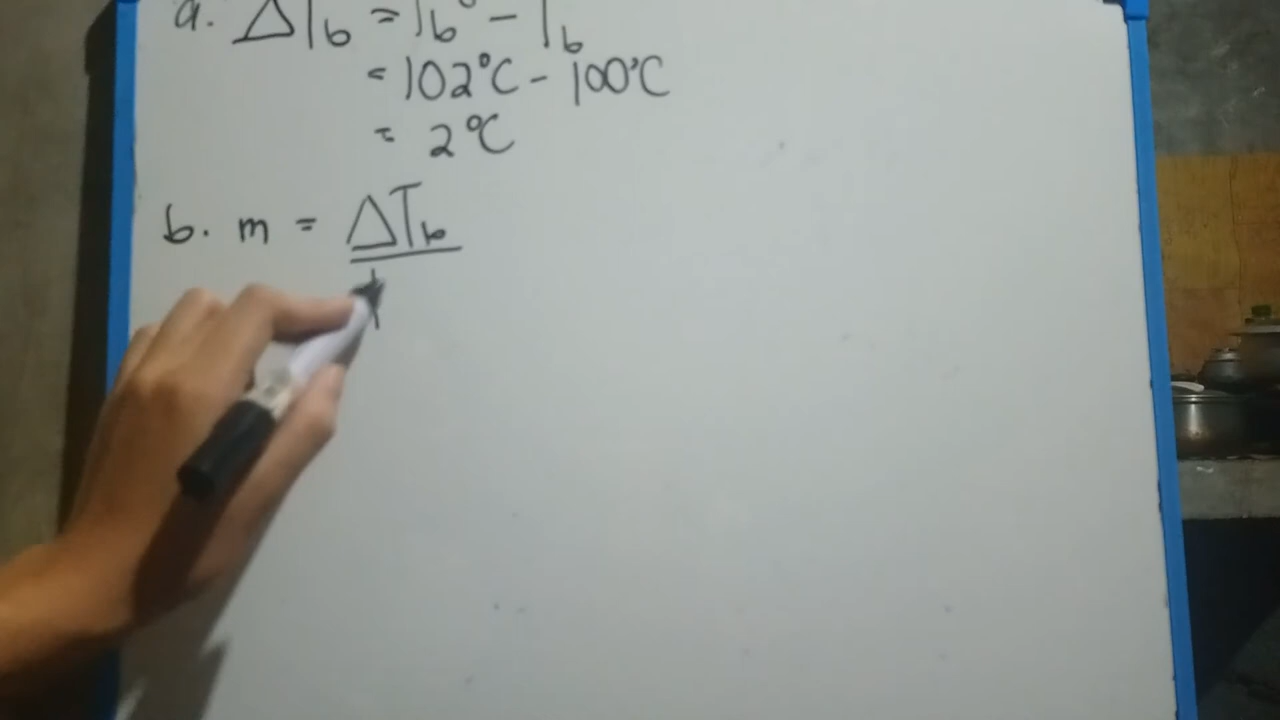 a. ΔTb = Tb° - Tb
= 102°C - 100°C
= 2°C
b. m = ΔTb